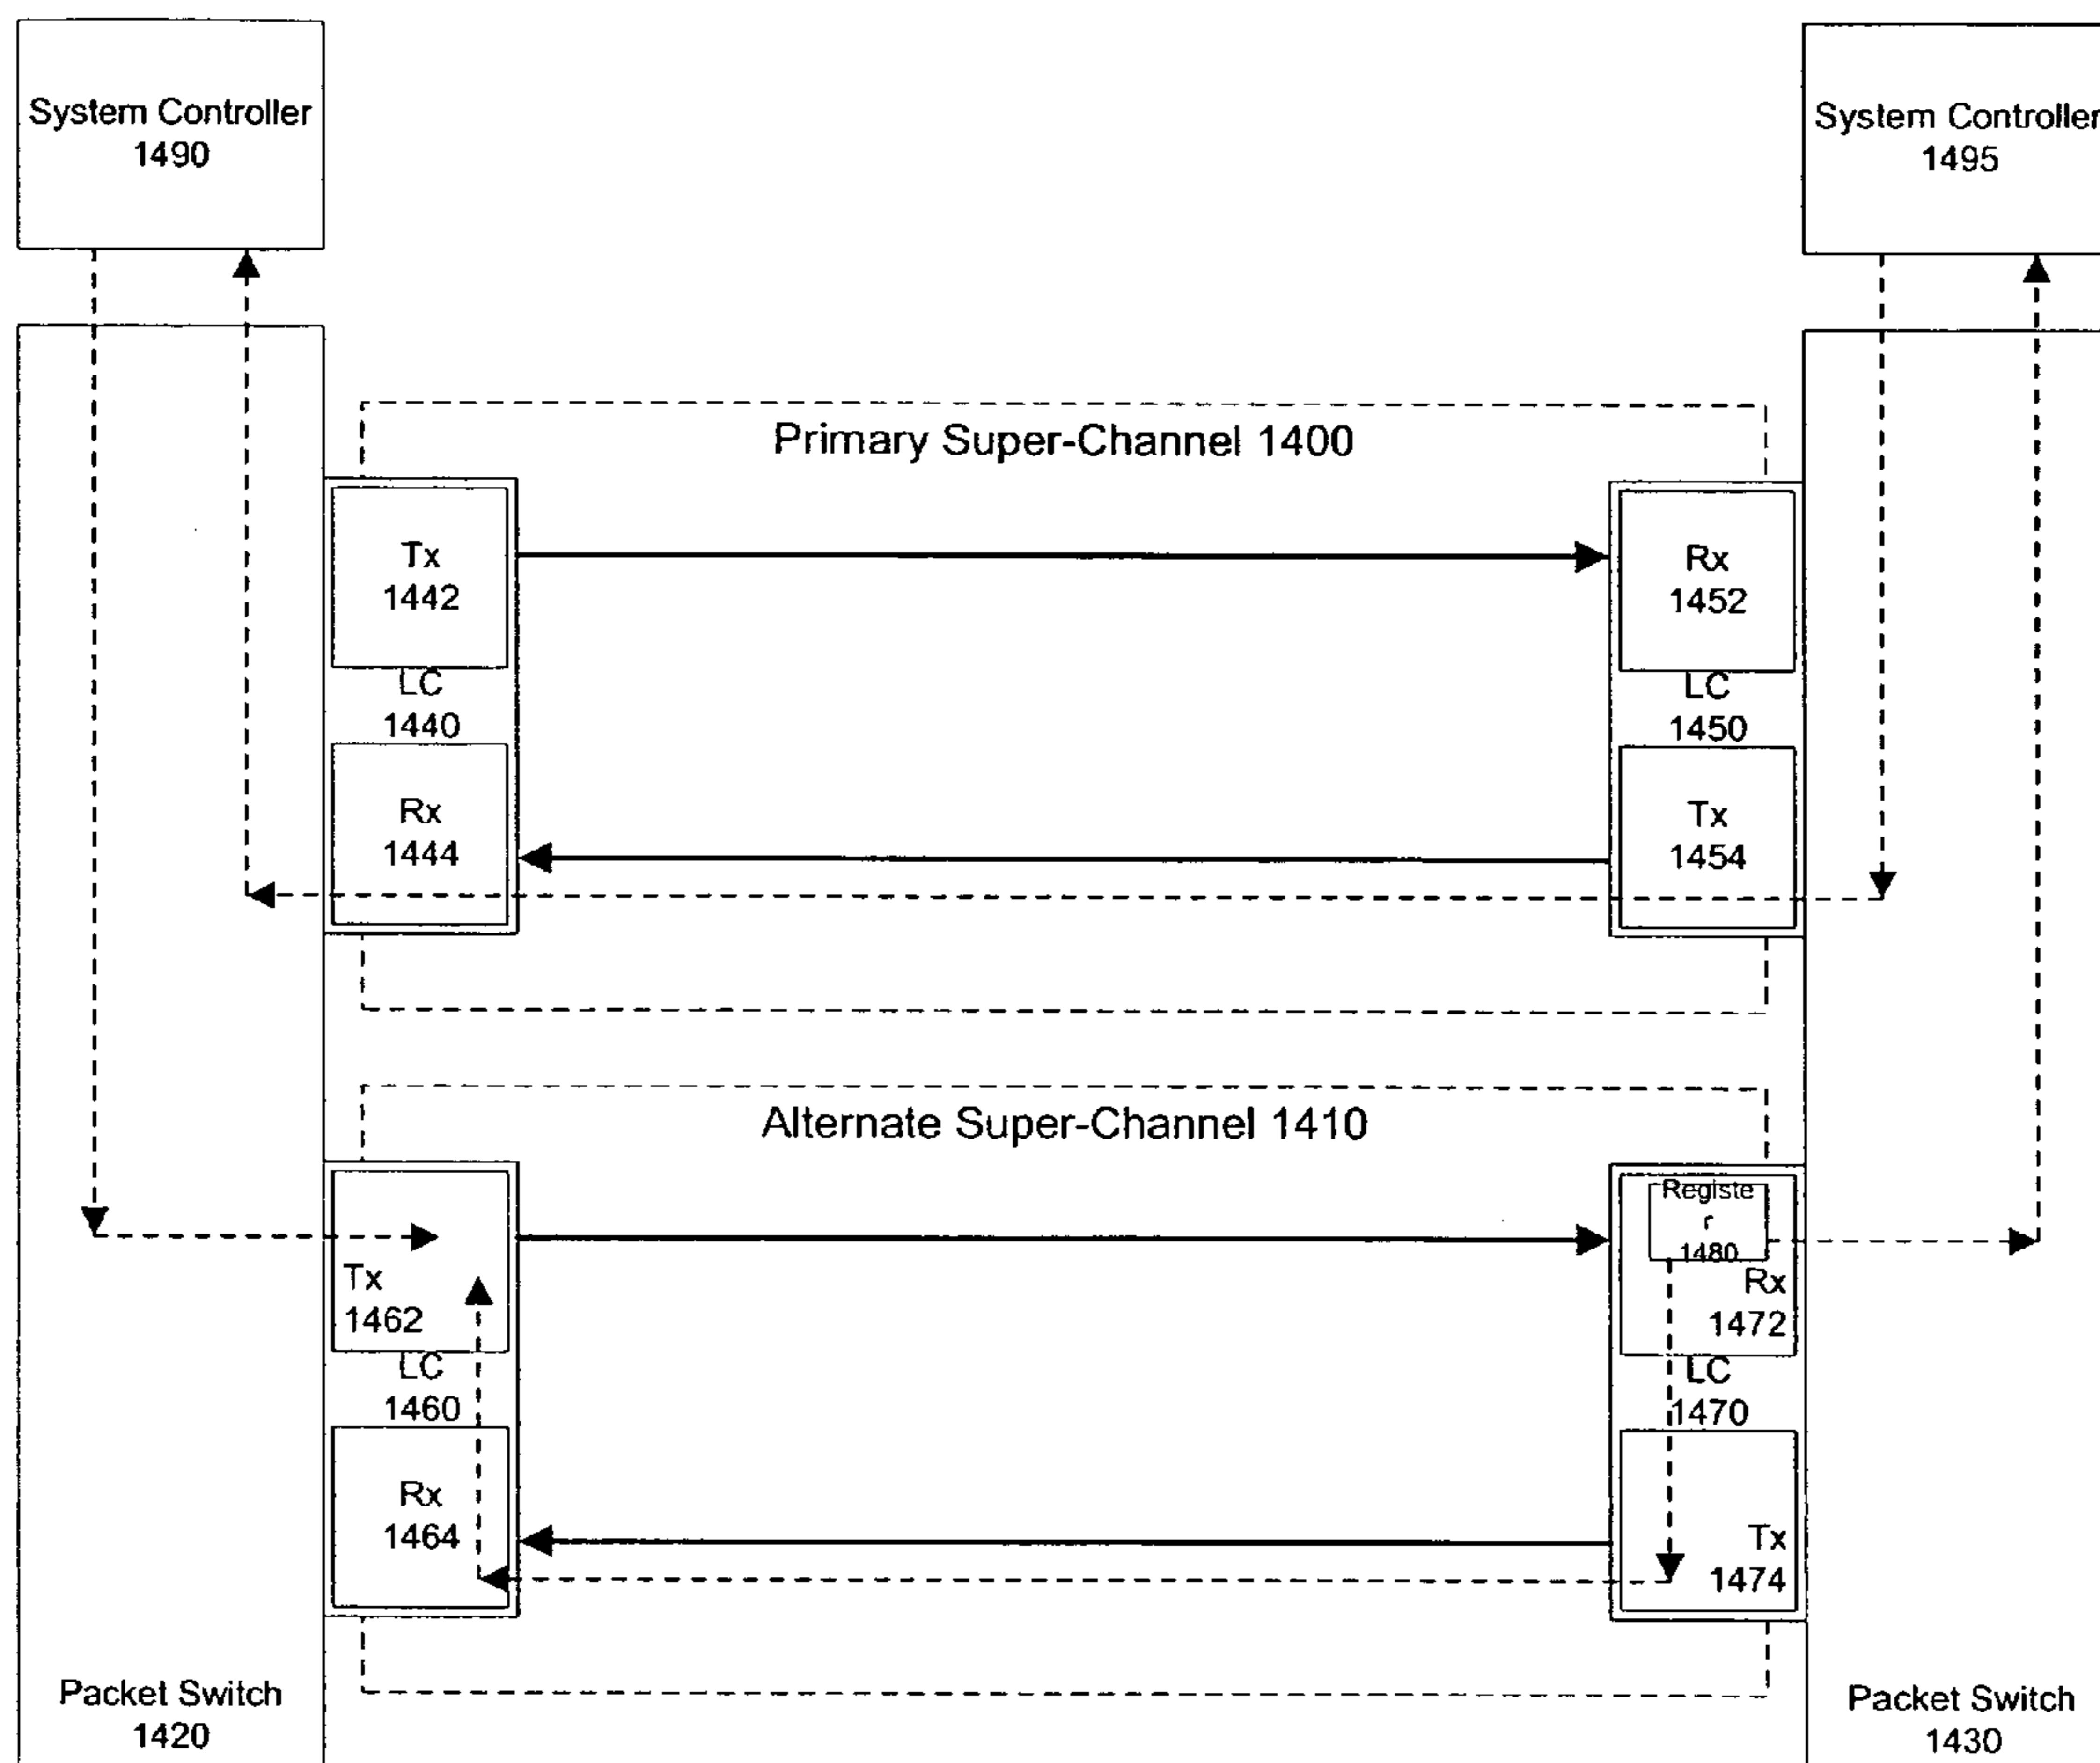 System Controller
1490
System Controller
1495
Primary Super-Channel 1400
Tx
1442
LC
1440
Rx
1444
Rx
1452
LC
1450
Tx
1454
Alternate Super-Channel 1410
Tx
1462
LC
1460
Rx
1464
Registe
r
1480
Rx
1472
LC
1470
Tx
1474
Packet Switch
1420
Packet Switch
1430